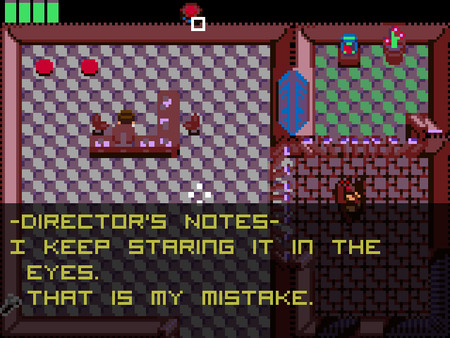 -DIRECTOR'S NOTES-
I KEEP STARING IT IN THE
EYES.
THAT IS MY MISTAKE.